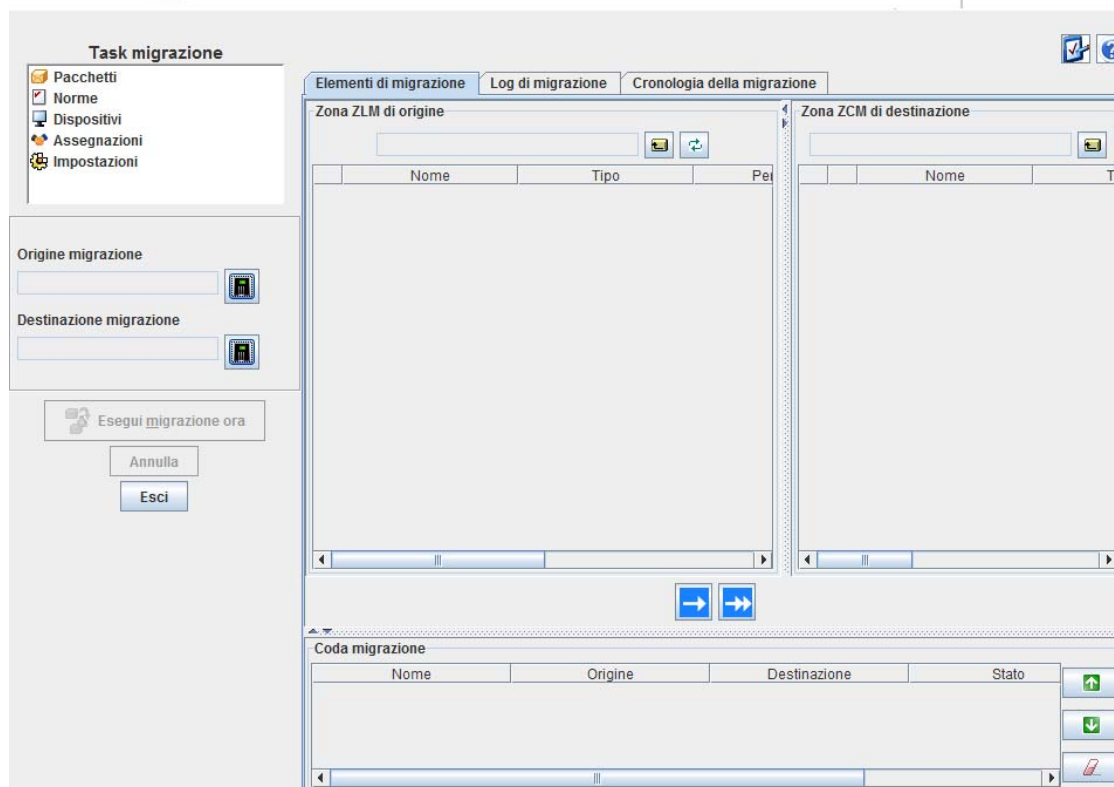 Task migrazione
Pacchetti
Norme
Dispositivi
Assegnazioni
Impostazioni
Origine migrazione
Destinazione migrazione
Esegui migrazione ora
Annulla
Esci
Elementi di migrazione
Log di migrazione
Cronologia della migrazione
Zona ZLM di origine
Nome Tipo Per
Zona ZCM di destinazione
Nome T
Coda migrazione
Nome Origine Destinazione Stato